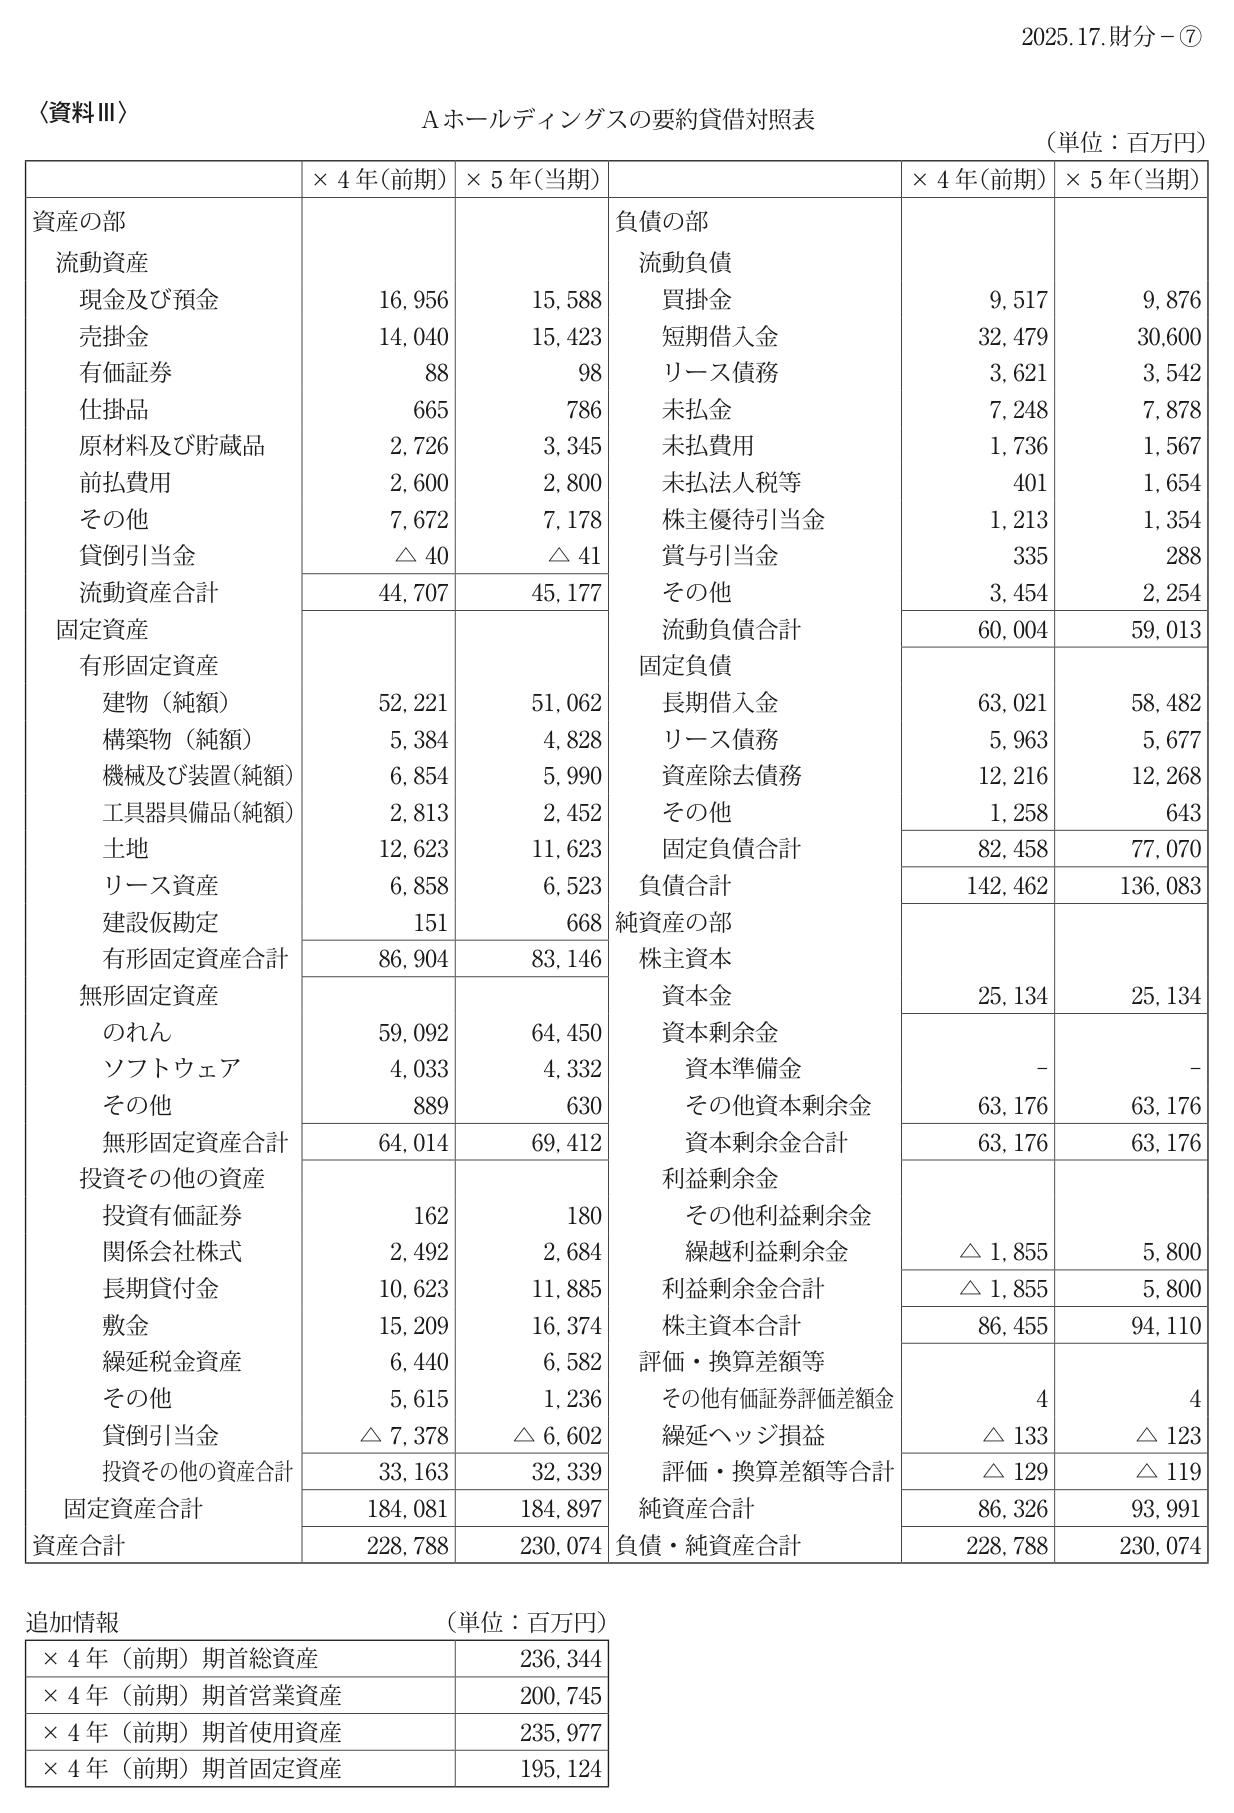 2025.17.財分－⑦
〈資料Ⅲ〉
Aホールディングスの要約貸借対照表
（単位：百万円）
×4年(前期) ×5年(当期) ×4年(前期) ×5年(当期)
資産の部 負債の部
流動資産 流動負債
現金及び預金 16,956 15,588 買掛金 9,517 9,876
売掛金 14,040 15,423 短期借入金 32,479 30,600
有価証券 88 98 リース債務 3,621 3,542
仕掛品 665 786 未払金 7,248 7,878
原材料及び貯蔵品 2,726 3,345 未払費用 1,736 1,567
前払費用 2,600 2,800 未払法人税等 401 1,654
その他 7,672 7,178 株主優待引当金 1,213 1,354
貸倒引当金 △40 △41 賞与引当金 335 288
流動資産合計 44,707 45,177 その他 3,454 2,254
固定資産 流動負債合計 60,004 59,013
有形固定資産 固定負債
建物（純額） 52,221 51,062 長期借入金 63,021 58,482
構築物（純額） 5,384 4,828 リース債務 5,963 5,677
機械及び装置(純額) 6,854 5,990 資産除去債務 12,216 12,268
工具器具備品(純額) 2,813 2,452 その他 1,258 643
土地 12,623 11,623 固定負債合計 82,458 77,070
リース資産 6,858 6,523 負債合計 142,462 136,083
建設仮勘定 151 668 純資産の部
有形固定資産合計 86,904 83,146 株主資本
無形固定資産 資本金 25,134 25,134
のれん 59,092 64,450 資本剰余金
ソフトウェア 4,033 4,332 資本準備金 － －
その他 889 630 その他資本剰余金 63,176 63,176
無形固定資産合計 64,014 69,412 資本剰余金合計 63,176 63,176
投資その他の資産 利益剰余金
投資有価証券 162 180 その他利益剰余金
関係会社株式 2,492 2,684 繰越利益剰余金 △1,855 5,800
長期貸付金 10,623 11,885 利益剰余金合計 △1,855 5,800
敷金 15,209 16,374 株主資本合計 86,455 94,110
繰延税金資産 6,440 6,582 評価・換算差額等
その他 5,615 1,236 その他有価証券評価差額金 4 4
貸倒引当金 △7,378 △6,602 繰延ヘッジ損益 △133 △123
投資その他の資産合計 33,163 32,339 評価・換算差額等合計 △129 △119
固定資産合計 184,081 184,897 純資産合計 86,326 93,991
資産合計 228,788 230,074 負債・純資産合計 228,788 230,074
追加情報 （単位：百万円）
×4年（前期）期首総資産 236,344
×4年（前期）期首営業資産 200,745
×4年（前期）期首使用資産 235,977
×4年（前期）期首固定資産 195,124